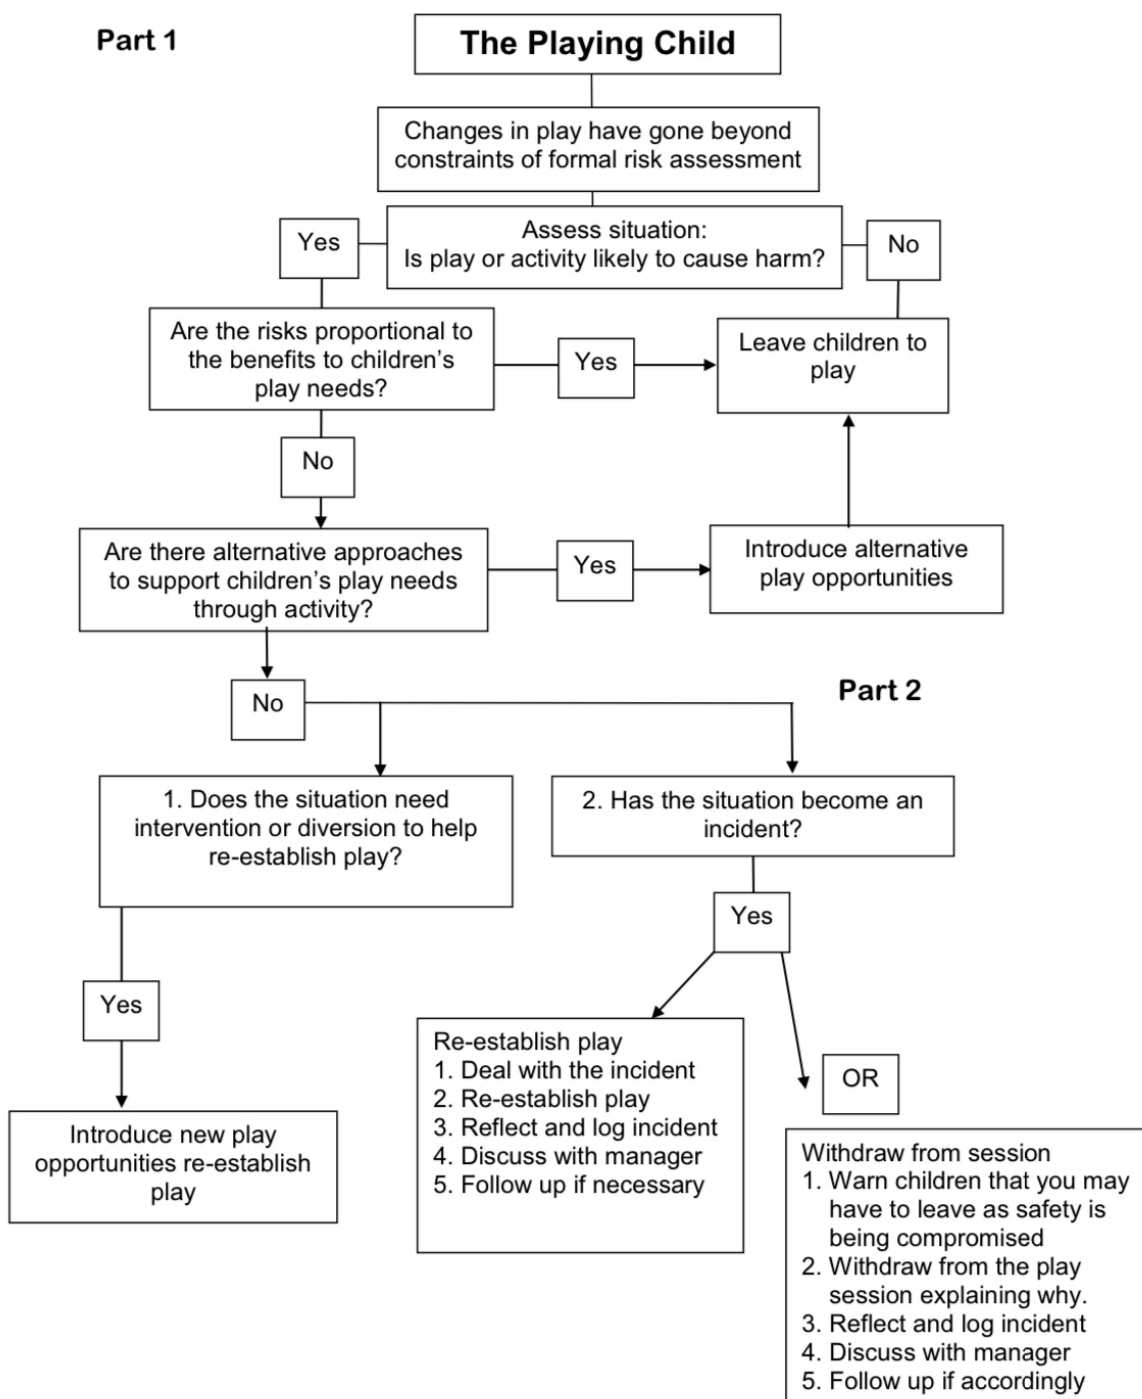 Part 1
The Playing Child
Changes in play have gone beyond
constraints of formal risk assessment
Yes
Assess situation:
Is play or activity likely to cause harm?
No
Are the risks proportional to
the benefits to children’s
play needs?
Yes
Leave children to
play
No
Are there alternative approaches
to support children’s play needs
through activity?
Yes
Introduce alternative
play opportunities
Part 2
No
1. Does the situation need
intervention or diversion to help
re-establish play?
2. Has the situation become an
incident?
Yes
Yes
Introduce new play
opportunities re-establish
play
Re-establish play
1. Deal with the incident
2. Re-establish play
3. Reflect and log incident
4. Discuss with manager
5. Follow up if necessary
OR
Withdraw from session
1. Warn children that you may
have to leave as safety is
being compromised
2. Withdraw from the play
session explaining why.
3. Reflect and log incident
4. Discuss with manager
5. Follow up if accordingly